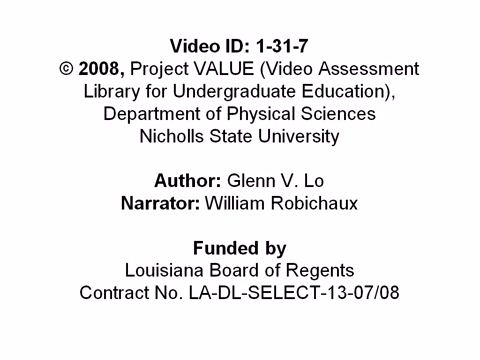 Video ID: 1-31-7
© 2008, Project VALUE (Video Assessment
Library for Undergraduate Education),
Department of Physical Sciences
Nicholls State University
Author: Glenn V. Lo
Narrator: William Robichaux
Funded by
Louisiana Board of Regents
Contract No. LA-DL-SELECT-13-07/08